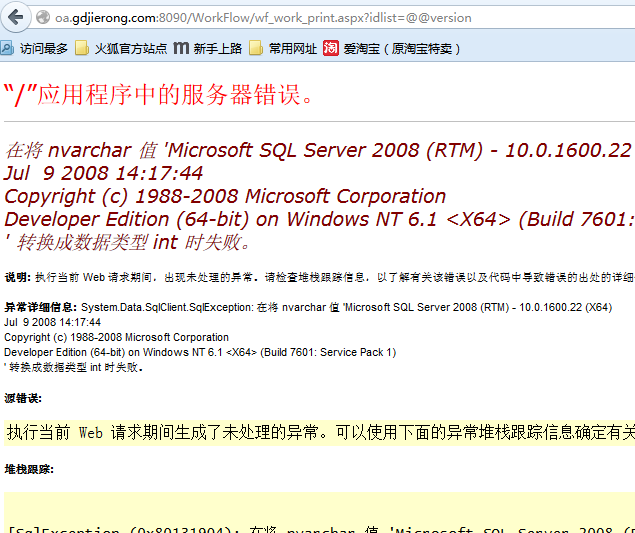 oa.gdjierong.com:8090/WorkFlow/wf_work_print.aspx?idlist=@@version
访问最多 火狐官方站点 新手上路 常用网址 爱淘宝（原淘宝特卖）
“/”应用程序中的服务器错误。
在将 nvarchar 值 'Microsoft SQL Server 2008 (RTM) - 10.0.1600.22
Jul 9 2008 14:17:44
Copyright (c) 1988-2008 Microsoft Corporation
Developer Edition (64-bit) on Windows NT 6.1 <X64> (Build 7601:
' 转换成数据类型 int 时失败。
说明: 执行当前 Web 请求期间，出现未处理的异常。请检查堆栈跟踪信息，以了解有关该错误以及代码中导致错误的出处的详细
异常详细信息: System.Data.SqlClient.SqlException: 在将 nvarchar 值 'Microsoft SQL Server 2008 (RTM) - 10.0.1600.22 (X64)
Jul 9 2008 14:17:44
Copyright (c) 1988-2008 Microsoft Corporation
Developer Edition (64-bit) on Windows NT 6.1 <X64> (Build 7601: Service Pack 1)
' 转换成数据类型 int 时失败。
源错误:
执行当前 Web 请求期间生成了未处理的异常。可以使用下面的异常堆栈跟踪信息确定有关
堆栈跟踪:
[SqlException (0x80131904): 在将 nvarchar 值 'Microsoft SQL Server 2008 (R